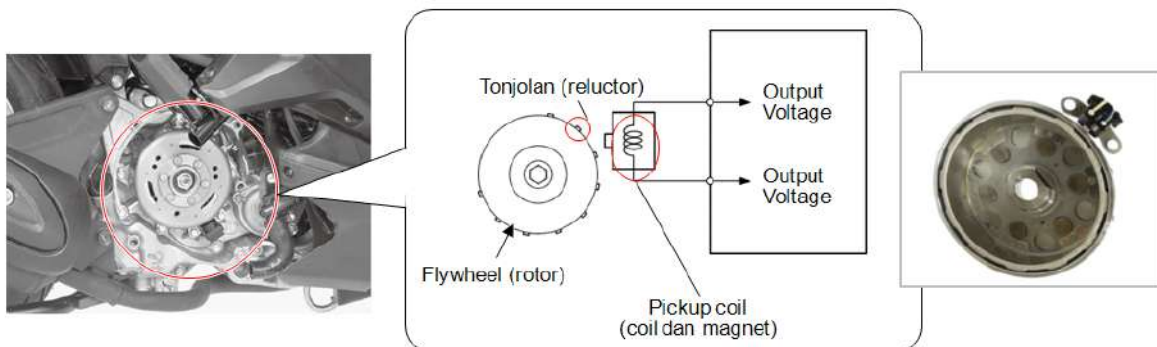 Tonjolan (reluctor)
Output
Voltage
Output
Voltage
Flywheel (rotor)
Pickup coil
(coil dan magnet)